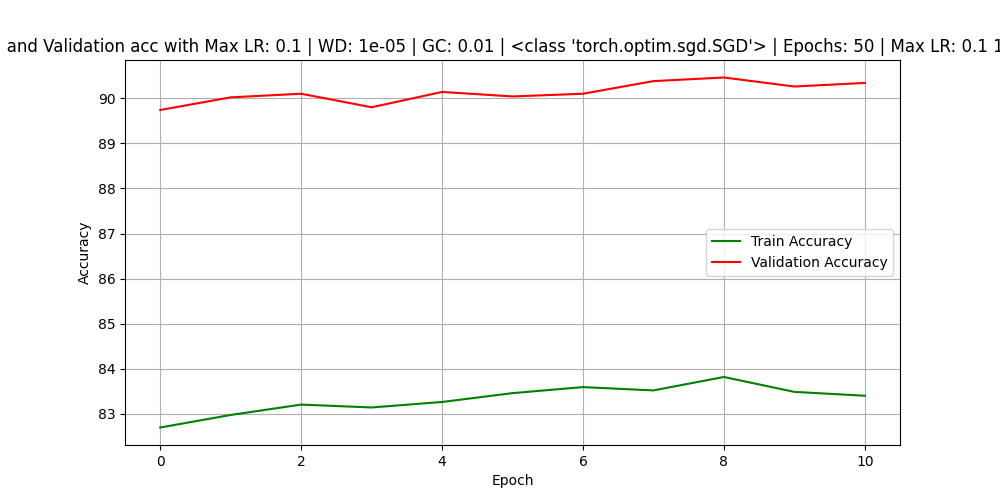 and Validation acc with Max LR: 0.1 | WD: 1e-05 | GC: 0.01 | <class 'torch.optim.sgd.SGD'> | Epochs: 50 | Max LR: 0.1 1
90
89
88
87
86
85
84
83
Accuracy
Train Accuracy
Validation Accuracy
0 2 4 6 8 10
Epoch